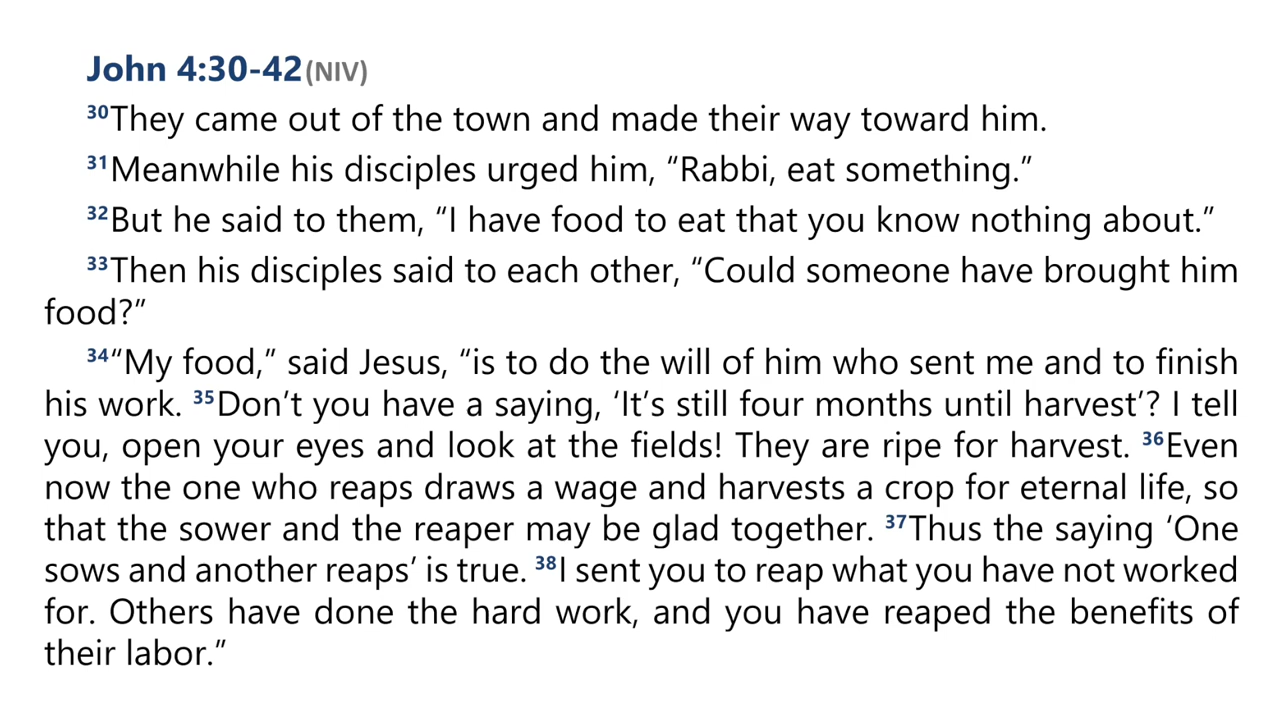 John 4:30-42(NIV)
30They came out of the town and made their way toward him.
31Meanwhile his disciples urged him, “Rabbi, eat something.”
32But he said to them, “I have food to eat that you know nothing about.”
33Then his disciples said to each other, “Could someone have brought him
food?”
34“My food,” said Jesus, “is to do the will of him who sent me and to finish
his work. 35Don’t you have a saying, ‘It’s still four months until harvest’? I tell
you, open your eyes and look at the fields! They are ripe for harvest. 36Even
now the one who reaps draws a wage and harvests a crop for eternal life, so
that the sower and the reaper may be glad together. 37Thus the saying ‘One
sows and another reaps’ is true. 38I sent you to reap what you have not worked
for. Others have done the hard work, and you have reaped the benefits of
their labor.”